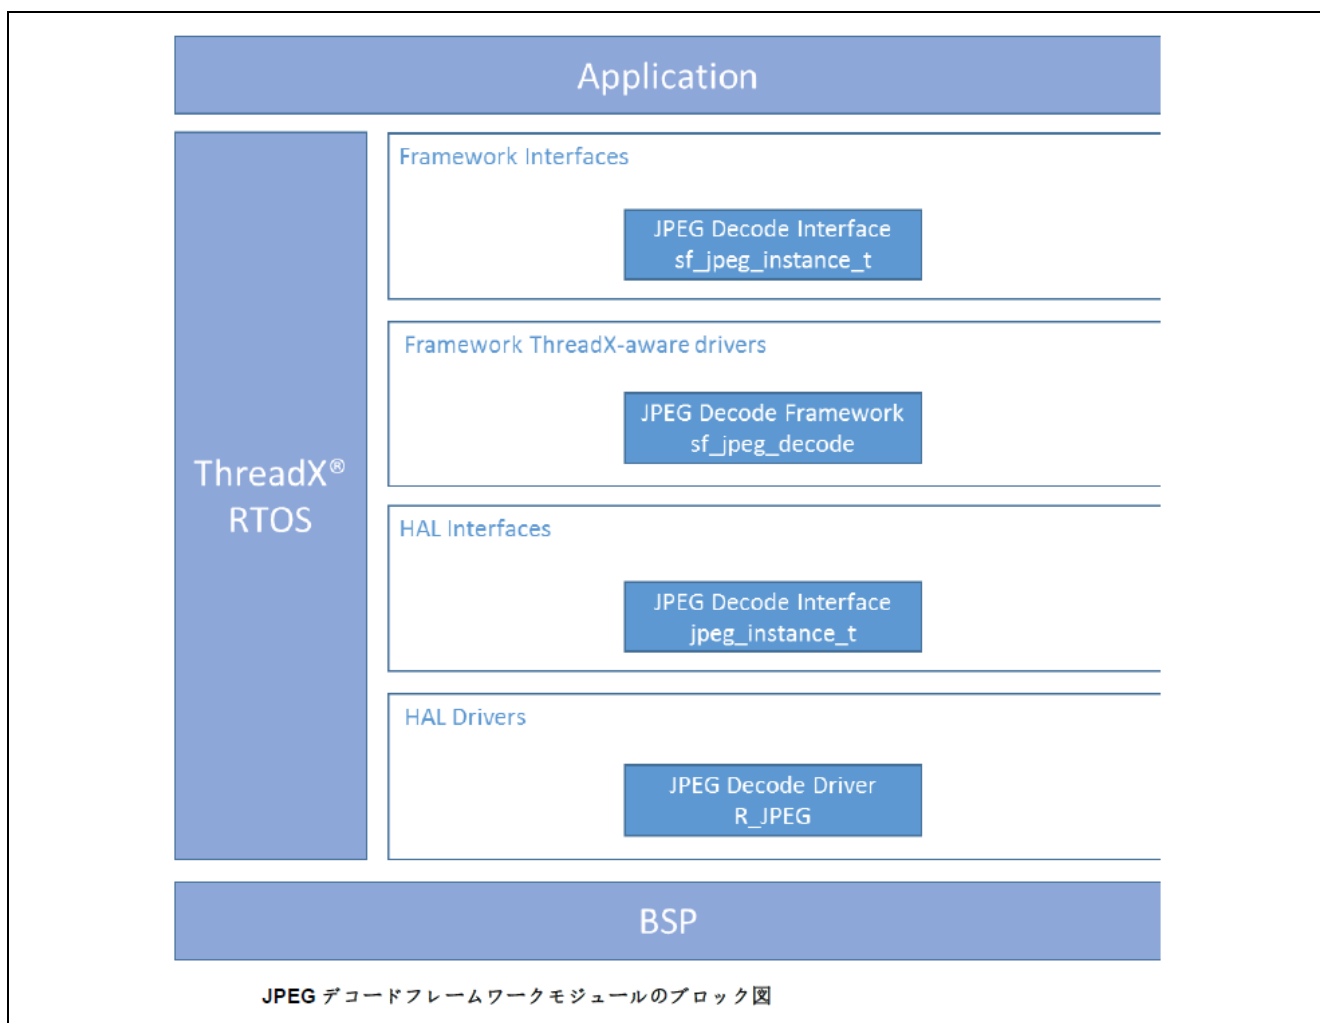 Application
ThreadX®
RTOS
Framework Interfaces
JPEG Decode Interface
sf_jpeg_instance_t
Framework ThreadX-aware drivers
JPEG Decode Framework
sf_jpeg_decode
HAL Interfaces
JPEG Decode Interface
jpeg_instance_t
HAL Drivers
JPEG Decode Driver
R_JPEG
BSP
JPEG デコードフレームワークモジュールのブロック図